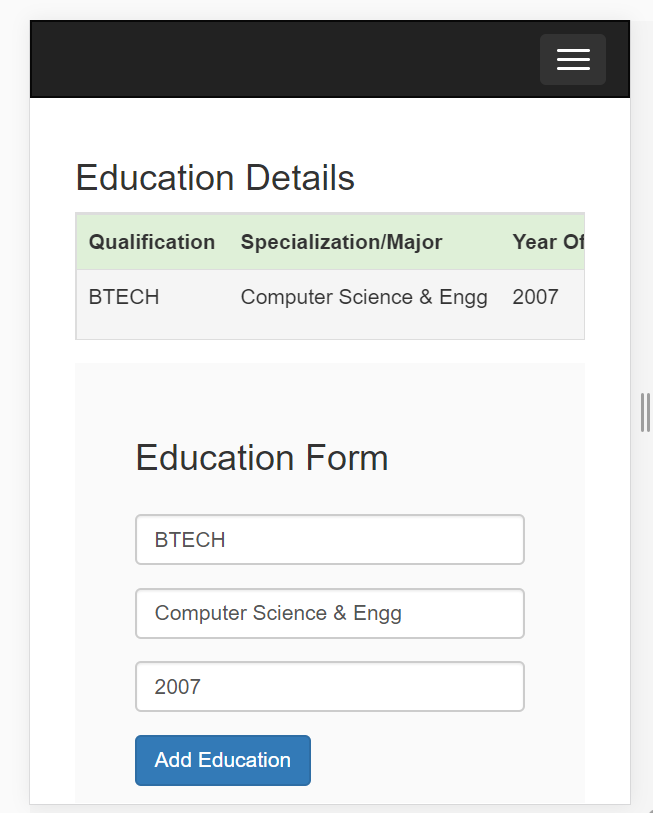 Education Details
Qualification Specialization/Major Year Of
BTECH Computer Science & Engg 2007
Education Form
BTECH
Computer Science & Engg
2007
Add Education